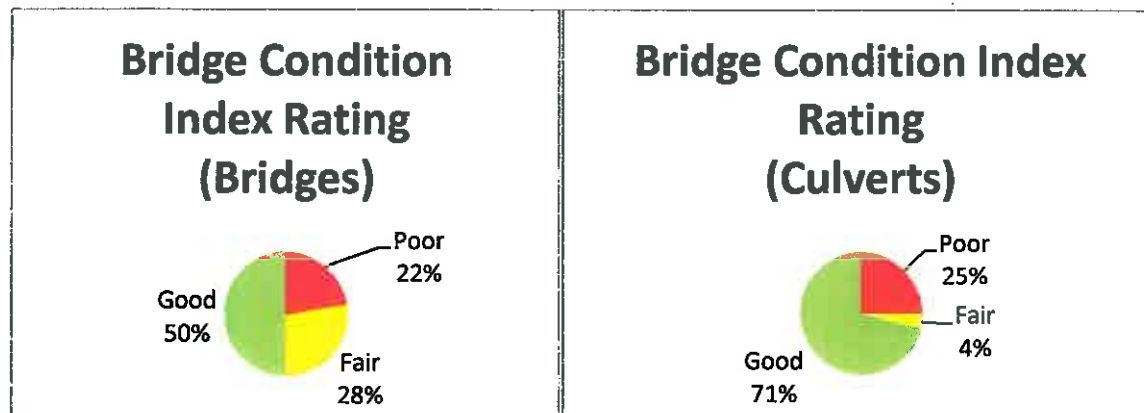 Bridge Condition
Index Rating
(Bridges)
Poor
22%
Good
50%
Fair
28%
Bridge Condition Index
Rating
(Culverts)
Poor
25%
Fair
4%
Good
71%